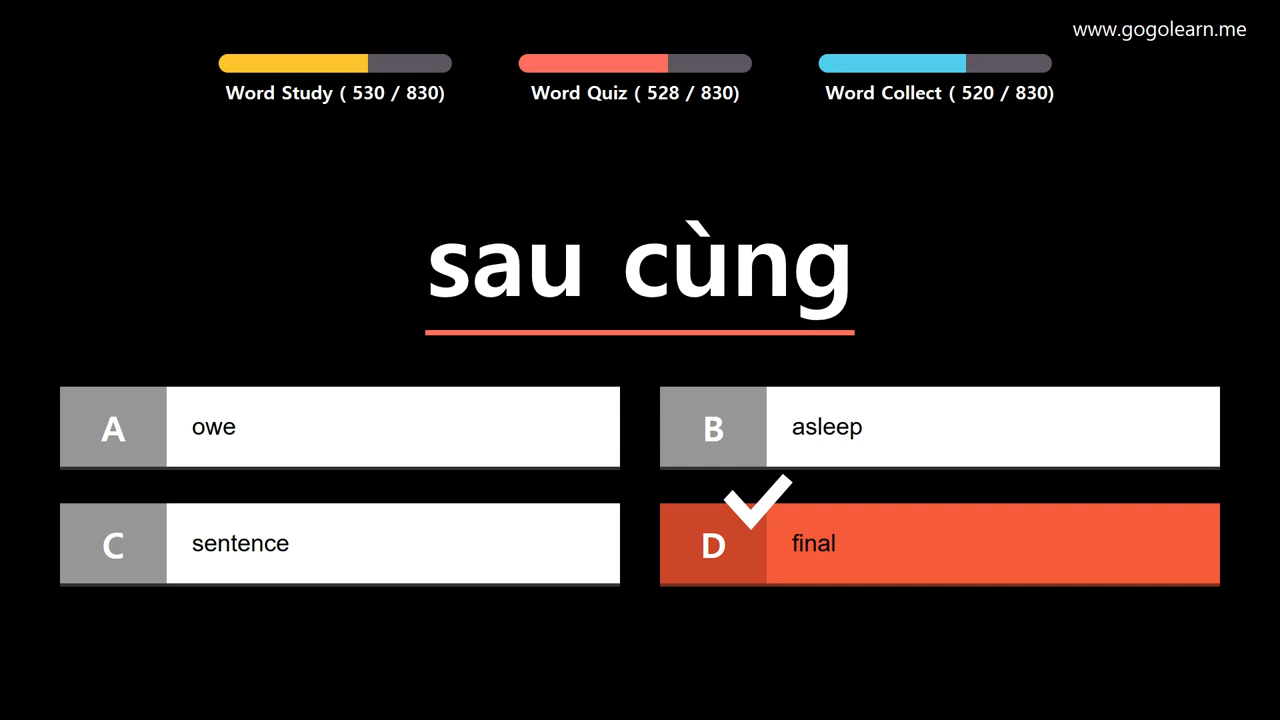 www.gogolearn.me
Word Study ( 530 / 830)
Word Quiz ( 528 / 830)
Word Collect ( 520 / 830)
sau cùng
A owe
B asleep
C sentence
D final